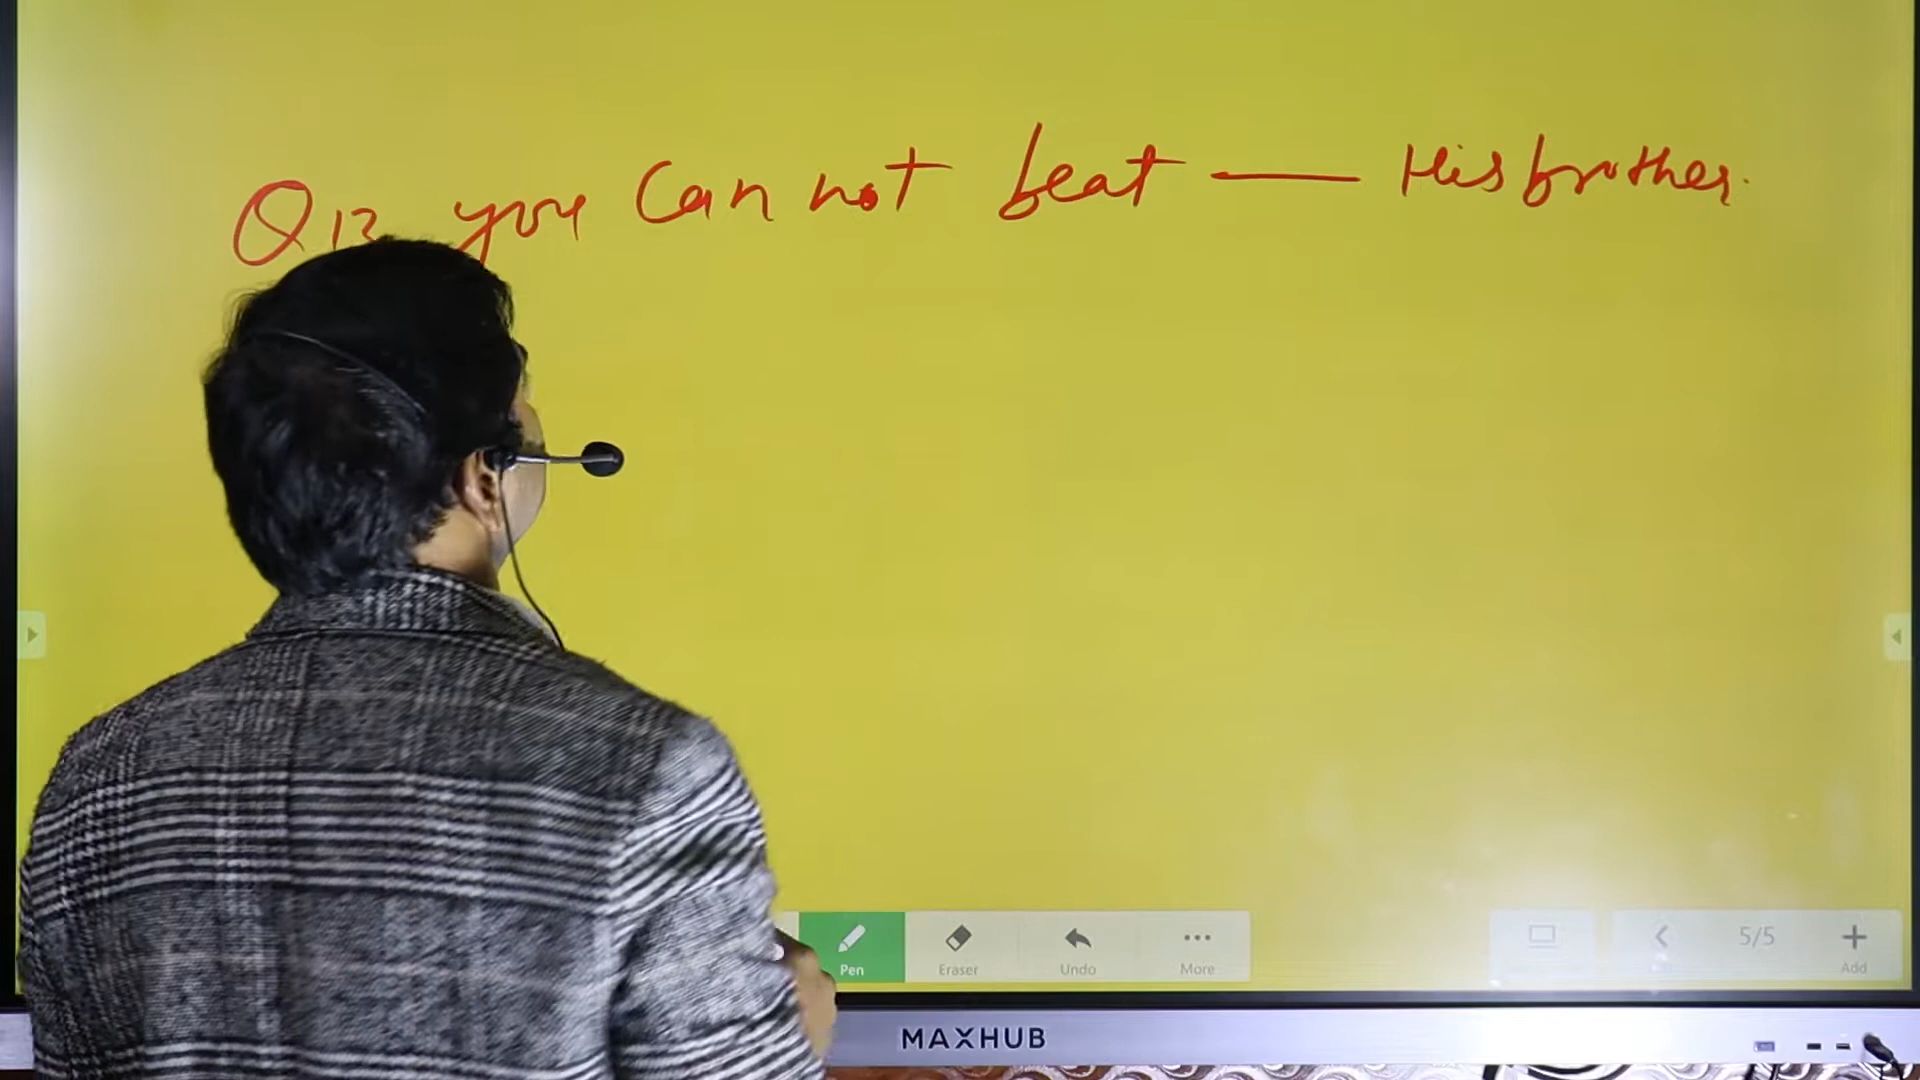 Q13 you can not beat — His brother.
Pen
Eraser
Undo
More
5/5
Add
MAXHUB